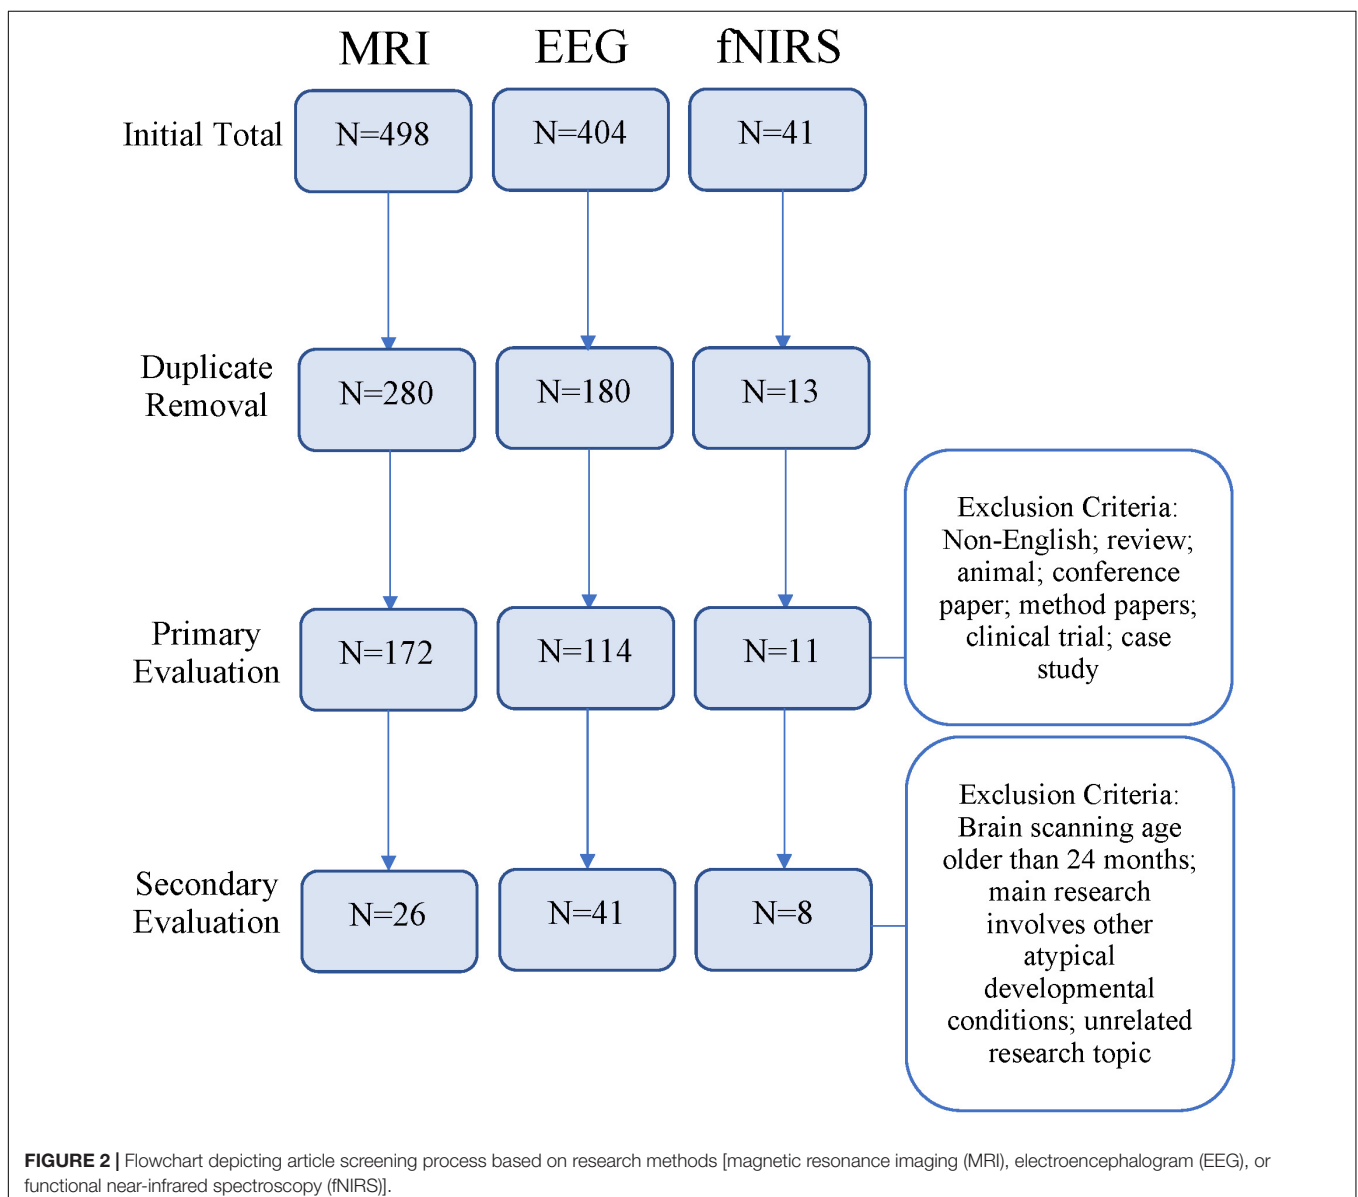 MRI EEG fNIRS
Initial Total N=498 N=404 N=41
Duplicate
Removal
N=280 N=180 N=13
Primary
Evaluation
N=172 N=114 N=11
Exclusion Criteria:
Non-English; review;
animal; conference
paper; method papers;
clinical trial; case
study
Secondary
Evaluation
N=26 N=41 N=8
Exclusion Criteria:
Brain scanning age
older than 24 months;
main research
involves other
atypical
developmental
conditions; unrelated
research topic
FIGURE 2 | Flowchart depicting article screening process based on research methods [magnetic resonance imaging (MRI), electroencephalogram (EEG), or
functional near-infrared spectroscopy (fNIRS)].